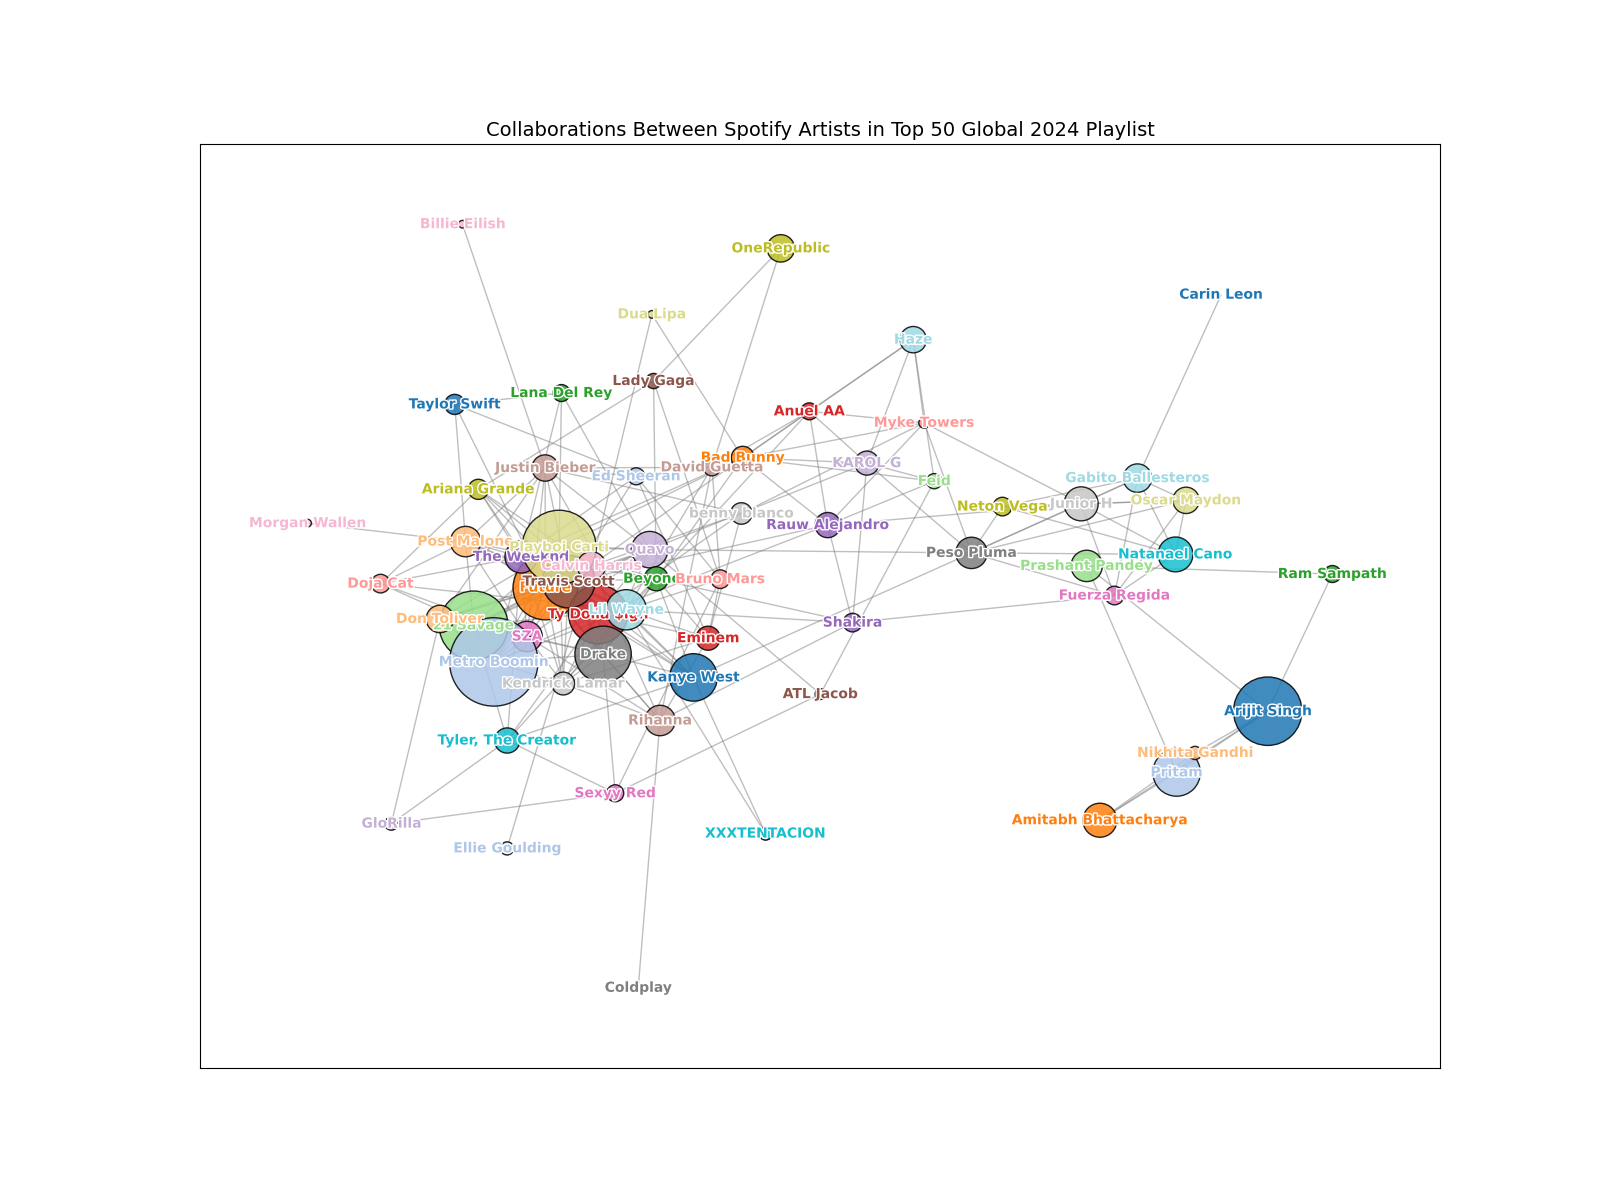 Collaborations Between Spotify Artists in Top 50 Global 2024 Playlist
Billie Eilish
OneRepublic
Carin Leon
Dua Lipa
Haze
Lady Gaga
Lana Del Rey
Taylor Swift
Anuel AA
Myke Towers
Bad Bunny
KAROL G
Justin Bieber
David Guetta
Ed Sheeran
Gabito Ballesteros
Feid
Ariana Grande
Oscar Maydon
Junior H
Neton Vega
benny blanco
Morgan Wallen
Rauw Alejandro
Post Malone
Playboi Carti
Quavo
Peso Pluma
Natanael Cano
The Weeknd
Calvin Harris
Prashant Pandey
Ram Sampath
Doja Cat
Travis Scott
Beyon
Bruno Mars
Future
Fuerza Regida
Lil Wayne
Ty Dolla $ign
Don Toliver
21 Savage
Shakira
SZA
Eminem
Drake
Metro Boomin
Kanye West
Kendrick Lamar
ATL Jacob
Arijit Singh
Rihanna
Tyler, The Creator
Nikhita Gandhi
Pritam
Sexyy Red
Amitabh Bhattacharya
GloRilla
XXXTENTACION
Ellie Goulding
Coldplay